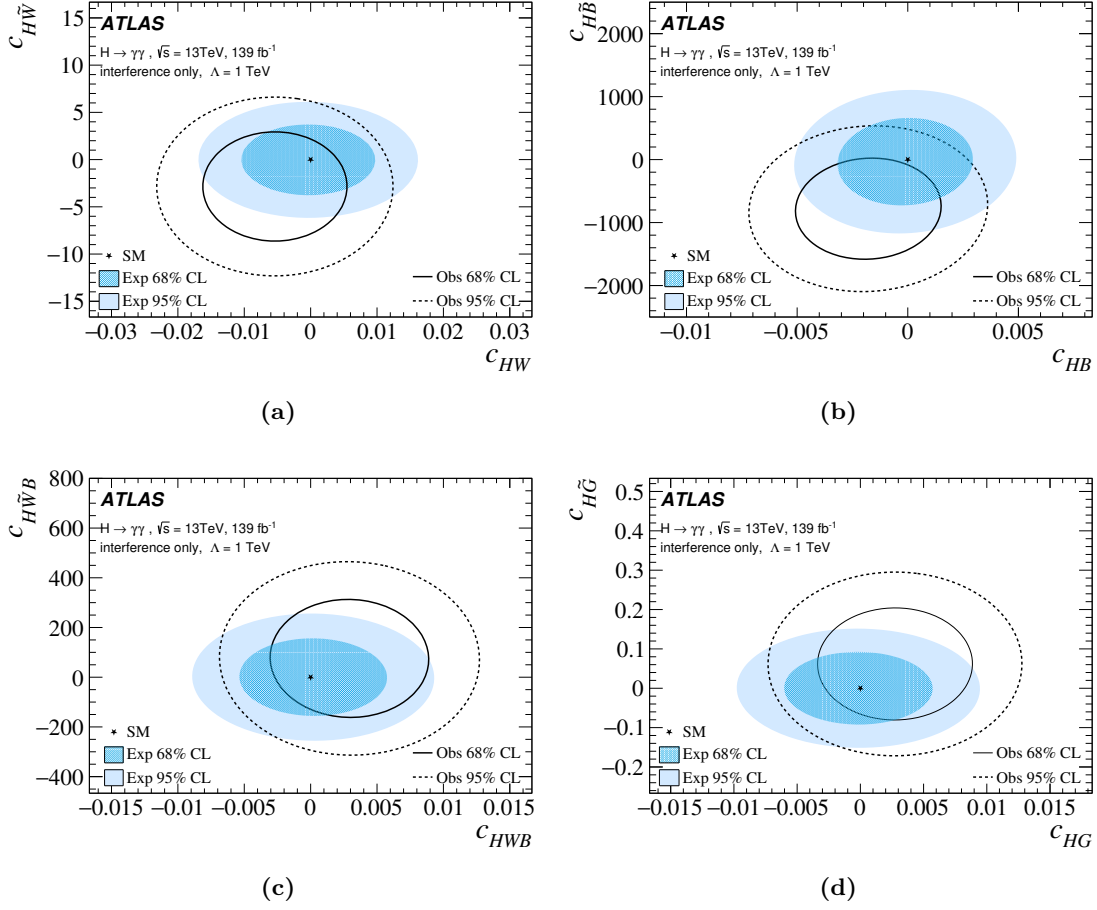 c_{H\tilde{W}}
15
10
5
0
−5
−10
−15
ATLAS
H → γγ , √s = 13TeV, 139 fb⁻¹
interference only, Λ = 1 TeV
SM
Exp 68% CL
Exp 95% CL
Obs 68% CL
Obs 95% CL
−0.03 −0.02 −0.01 0 0.01 0.02 0.03
c_{HW}
(a)
c_{H\tilde{B}}
2000
1000
0
−1000
−2000
ATLAS
H → γγ , √s = 13TeV, 139 fb⁻¹
interference only, Λ = 1 TeV
SM
Exp 68% CL
Exp 95% CL
Obs 68% CL
Obs 95% CL
−0.01 −0.005 0 0.005
c_{HB}
(b)
c_{H\tilde{W}B}
800
600
400
200
0
−200
−400
ATLAS
H → γγ , √s = 13TeV, 139 fb⁻¹
interference only, Λ = 1 TeV
SM
Exp 68% CL
Exp 95% CL
Obs 68% CL
Obs 95% CL
−0.015 −0.01 −0.005 0 0.005 0.01 0.015
c_{HWB}
(c)
c_{H\tilde{G}}
0.5
0.4
0.3
0.2
0.1
0
−0.1
−0.2
ATLAS
H → γγ , √s = 13TeV, 139 fb⁻¹
interference only, Λ = 1 TeV
SM
Exp 68% CL
Exp 95% CL
Obs 68% CL
Obs 95% CL
−0.015 −0.01 −0.005 0 0.005 0.01 0.015
c_{HG}
(d)